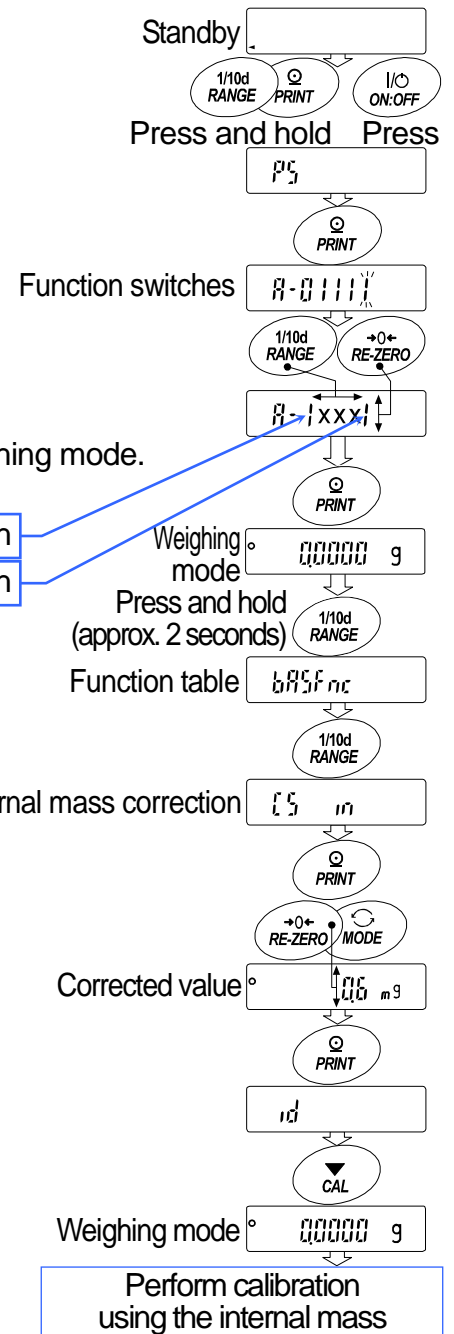 Standby
1/10d
RANGE
PRINT
I/
ON:OFF
Press and hold Press
PS
PRINT
Function switches A-01111
1/10d
RANGE
→0←
RE-ZERO
A-1xxx1
mode.
PRINT
Weighing
mode
0.0000 g
Press and hold
(approx. 2 seconds)
1/10d
RANGE
Function table bASFnc
1/10d
RANGE
mass correction CS in
PRINT
→0←
RE-ZERO
MODE
Corrected value 0.6 mg
PRINT
id
CAL
Weighing mode 0.0000 g
Perform calibration
using the internal mass